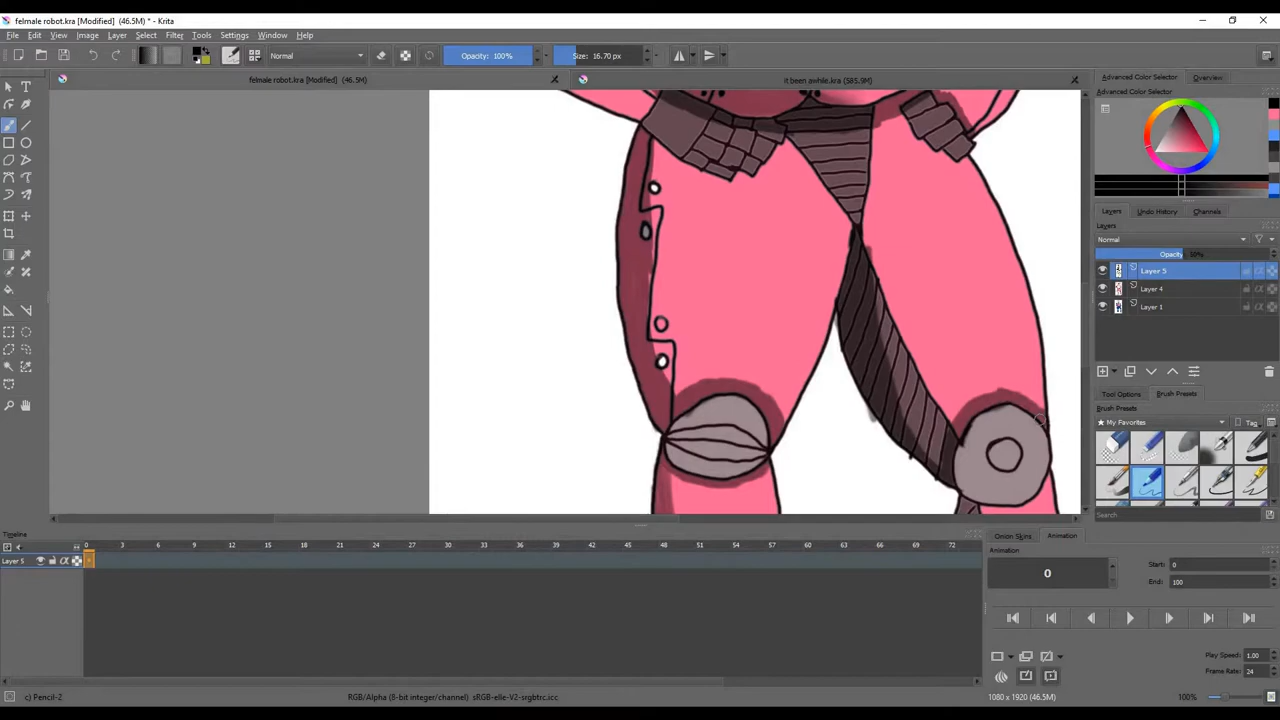 felmale robot.kra [Modified] (46.5M) * - Krita
File Edit View Image Layer Select Filter Tools Settings Window Help
Normal
Opacity: 100%
Size: 16.70 px
felmale robot.kra [Modified] (46.5M)
it been awhile.kra (585.9M)
Advanced Color Selector
Overview
Advanced Color Selector
Layers
Undo History
Channels
Layers
Normal
Opacity
Layer 5
Layer 4
Layer 1
Tool Options
Brush Presets
Brush Presets
My Favorites
Tag
Search
Timeline
0 3 6 9 12 15 18 21 24 27 30 33 36 39 42 45 48 51 54 57 60 63 66 69 72
Layer 5
Onion Skins
Animation
Animation
0
Start: 0
End: 100
Play Speed: 1.00
Frame Rate: 24
c) Pencil-2
RGB/Alpha (8-bit integer/channel) sRGB-elle-V2-srgbtrc.icc
1080 x 1920 (46.5M)
100%